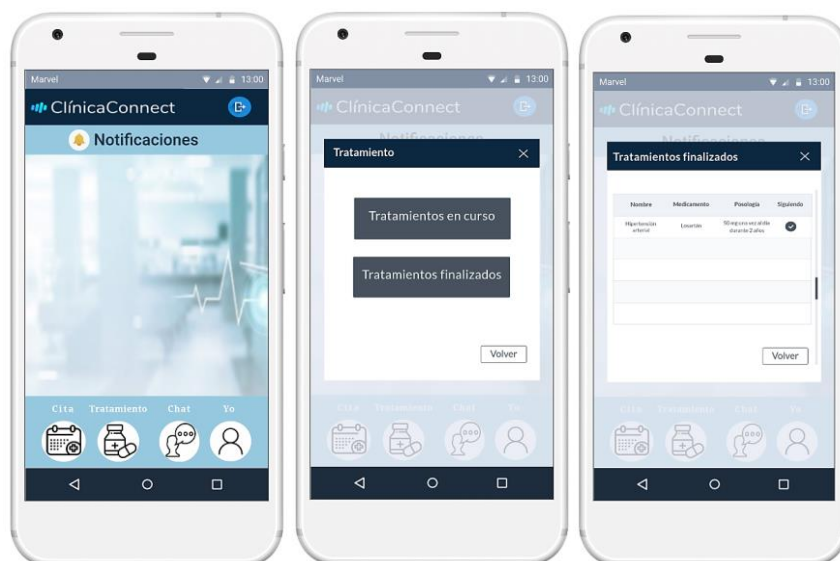 Marvel 13:00
ClínicaConnect
Notificaciones
Cita Tratamiento Chat Yo
Marvel 13:00
ClínicaConnect
Notificaciones
Tratamiento
Tratamientos en curso
Tratamientos finalizados
Volver
Cita Tratamiento Chat Yo
Marvel 13:00
ClínicaConnect
Notificaciones
Tratamientos finalizados
Nombre Medicamento Posología Siguiendo
Hipertensión Losartán 50 mg una vez al día
arterial durante 2 años
Volver
Cita Tratamiento Chat Yo